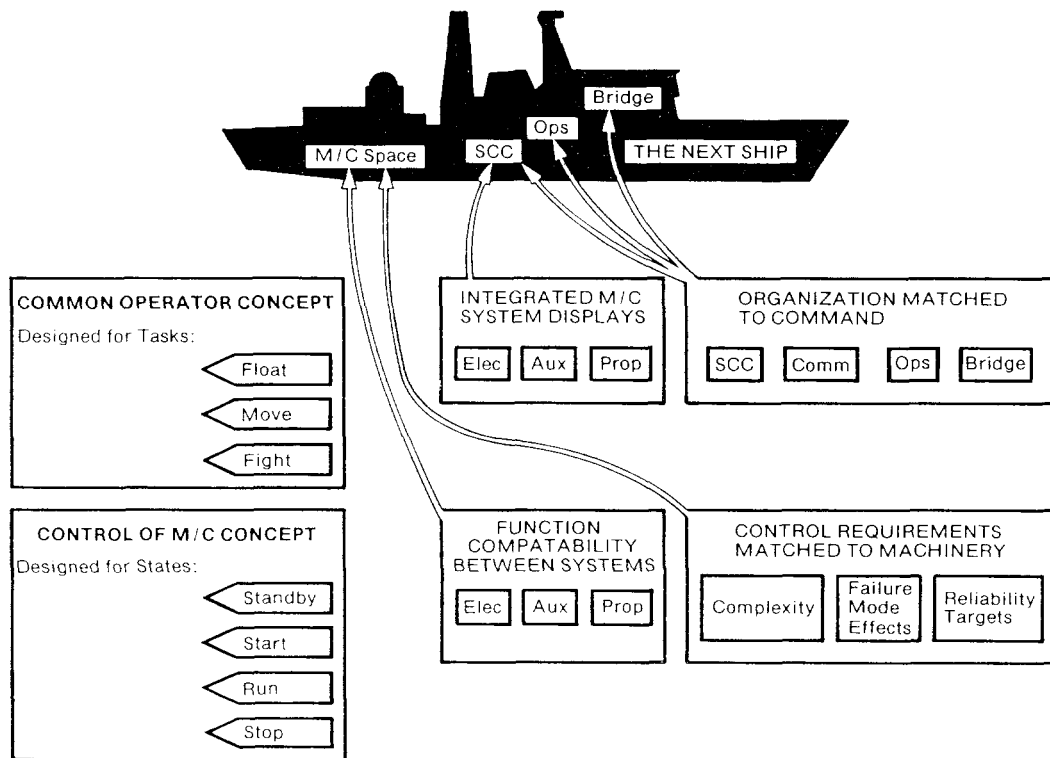 Bridge
Ops
M/C Space
SCC
THE NEXT SHIP
COMMON OPERATOR CONCEPT
Designed for Tasks:
Float
Move
Fight
INTEGRATED M/C
SYSTEM DISPLAYS
Elec
Aux
Prop
ORGANIZATION MATCHED
TO COMMAND
SCC
Comm
Ops
Bridge
CONTROL OF M/C CONCEPT
Designed for States:
Standby
Start
Run
Stop
FUNCTION
COMPATABILITY
BETWEEN SYSTEMS
Elec
Aux
Prop
CONTROL REQUIREMENTS
MATCHED TO MACHINERY
Complexity
Failure
Mode
Effects
Reliability
Targets